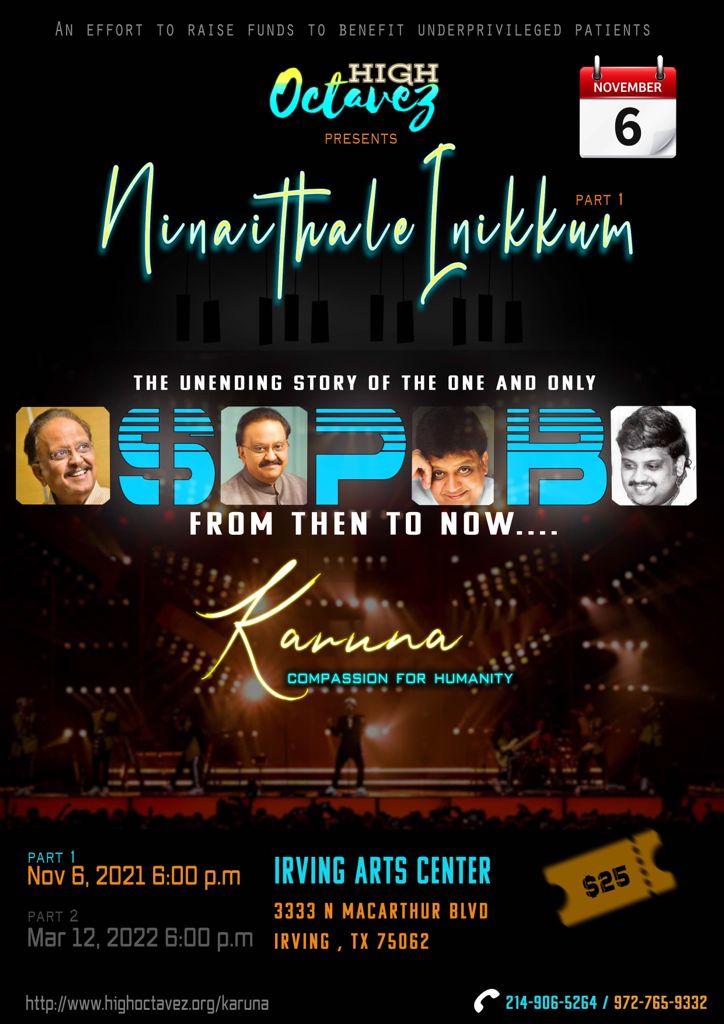 AN EFFORT TO RAISE FUNDS TO BENEFIT UNDERPRIVILEGED PATIENTS
HIGH
Octavez
PRESENTS
NOVEMBER
6
Ninaithale Inikkum
PART 1
THE UNENDING STORY OF THE ONE AND ONLY
SPB
FROM THEN TO NOW....
Karuna
COMPASSION FOR HUMANITY
PART 1
Nov 6, 2021 6:00 p.m
PART 2
Mar 12, 2022 6:00 p.m
IRVING ARTS CENTER
3333 N MACARTHUR BLVD
IRVING , TX 75062
$25
http://www.highoctavez.org/karuna
214-906-5264 / 972-765-9332